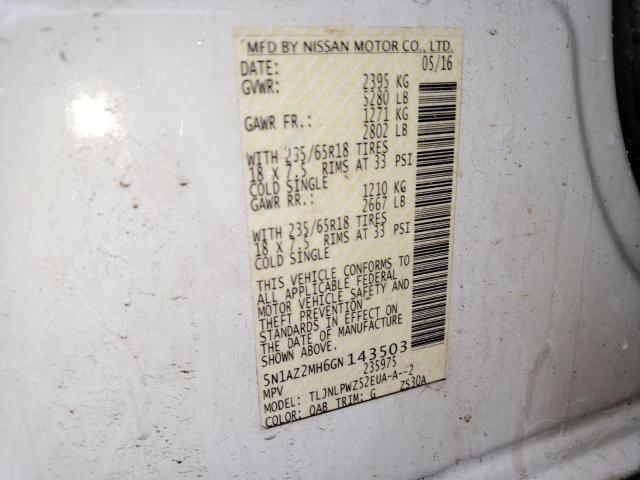 MFD BY NISSAN MOTOR CO., LTD.
DATE: 05/16
GVWR: 2395 KG
5280 LB
GAWR FR.: 1271 KG
2802 LB
WITH 235/65R18 TIRES
18 X 7.5 RIMS AT 33 PSI
COLD SINGLE
GAWR RR.: 1210 KG
2667 LB
WITH 235/65R18 TIRES
18 X 7.5 RIMS AT 33 PSI
COLD SINGLE
THIS VEHICLE CONFORMS TO
ALL APPLICABLE FEDERAL
MOTOR VEHICLE SAFETY AND
THEFT PREVENTION
STANDARDS IN EFFECT ON
THE DATE OF MANUFACTURE
SHOWN ABOVE.
5N1AZ2MH6GN143503
MPV 235975
MODEL: TLJNLPWZ52EUA-A--2
COLOR: QAB TRIM: G ZS30A